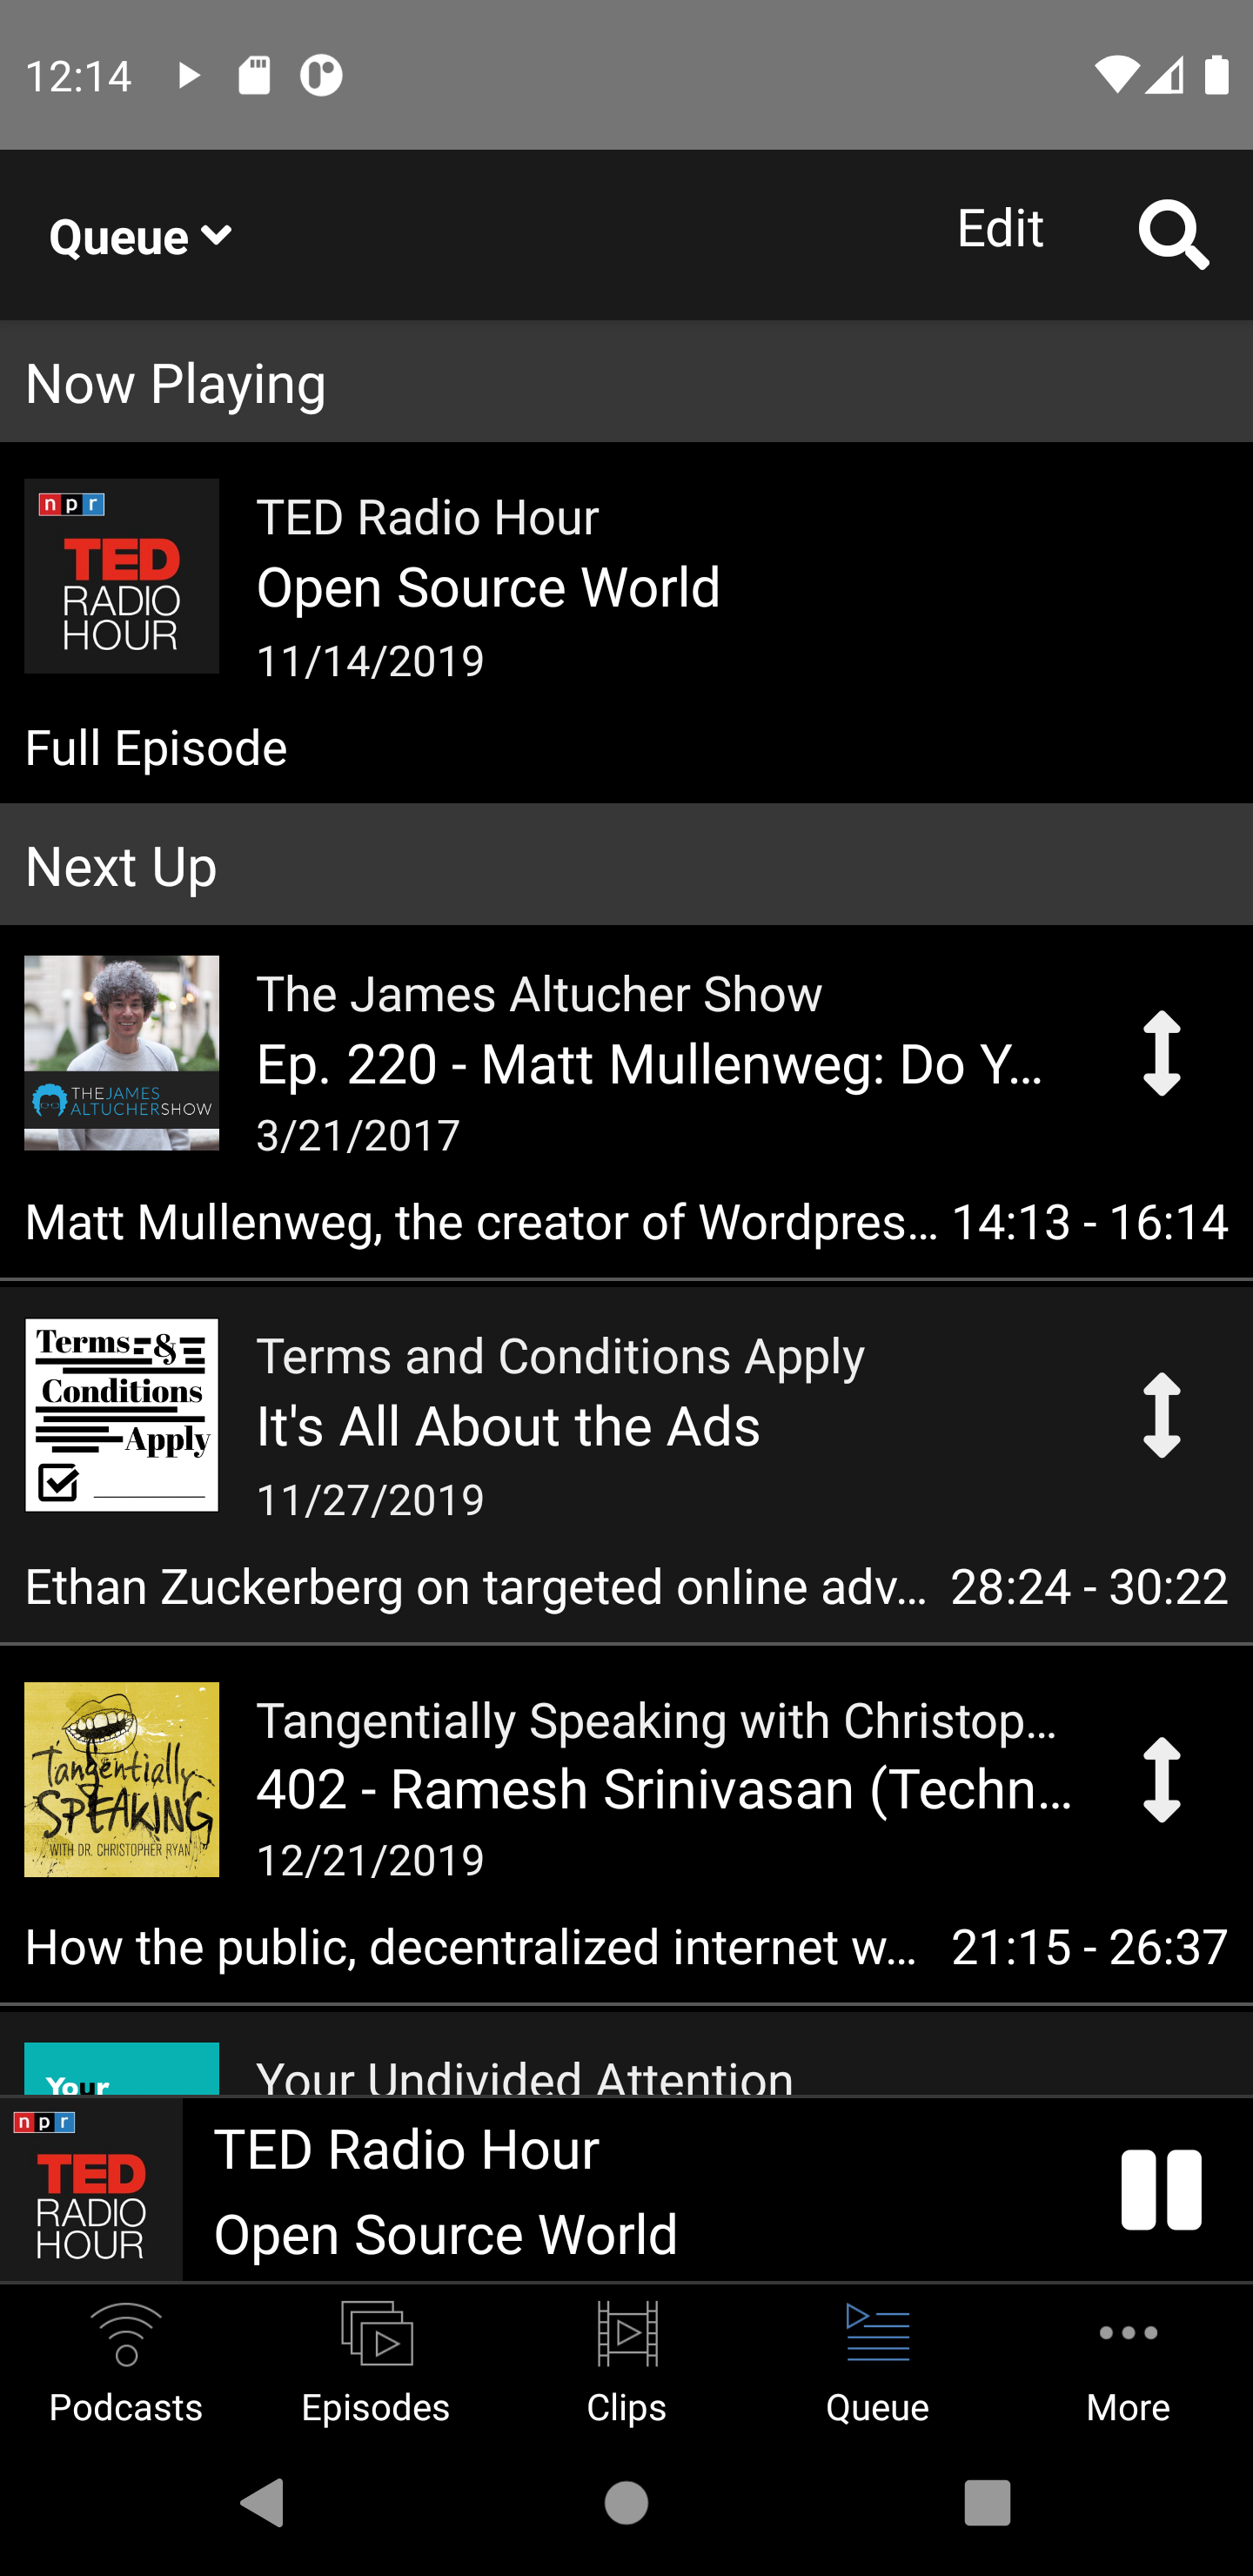 12:14
Queue
Edit
Now Playing
npr
TED
RADIO
HOUR
TED Radio Hour
Open Source World
11/14/2019
Full Episode
Next Up
THEJAMES
ALTUCHERSHOW
The James Altucher Show
Ep. 220 - Matt Mullenweg: Do Y...
3/21/2017
Matt Mullenweg, the creator of Wordpres... 14:13 - 16:14
Terms &
Conditions
Apply
Terms and Conditions Apply
It's All About the Ads
11/27/2019
Ethan Zuckerberg on targeted online adv... 28:24 - 30:22
Tangentially
SPEAKING
WITH DR. CHRISTOPHER RYAN
Tangentially Speaking with Christop...
402 - Ramesh Srinivasan (Techn...
12/21/2019
How the public, decentralized internet w... 21:15 - 26:37
Your
Your Undivided Attention
npr
TED
RADIO
HOUR
TED Radio Hour
Open Source World
Podcasts
Episodes
Clips
Queue
More